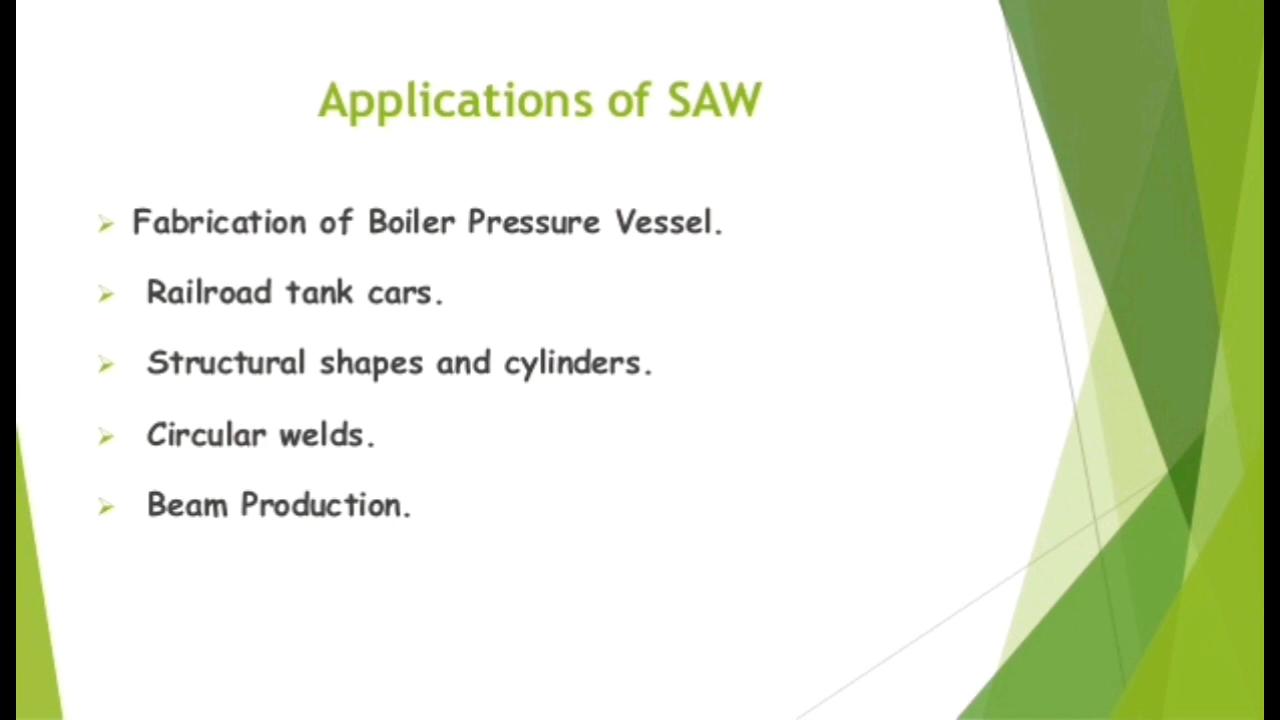 Applications of SAW
Fabrication of Boiler Pressure Vessel.
Railroad tank cars.
Structural shapes and cylinders.
Circular welds.
Beam Production.